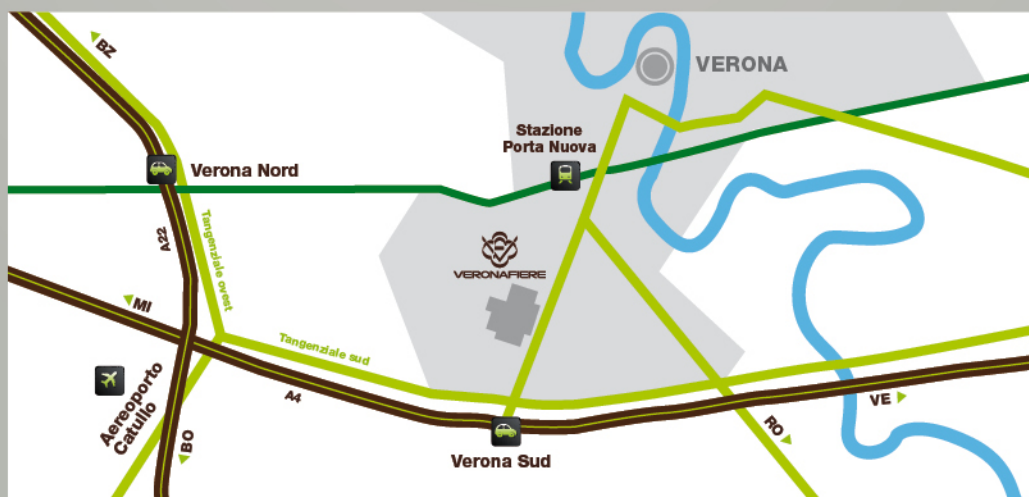 BZ
VERONA
Stazione
Porta Nuova
Verona Nord
A22
Tangenziale ovest
VERONAFIERE
MI
Tangenziale sud
Aereoporto
Catullo
A4
BO
Verona Sud
RO
VE